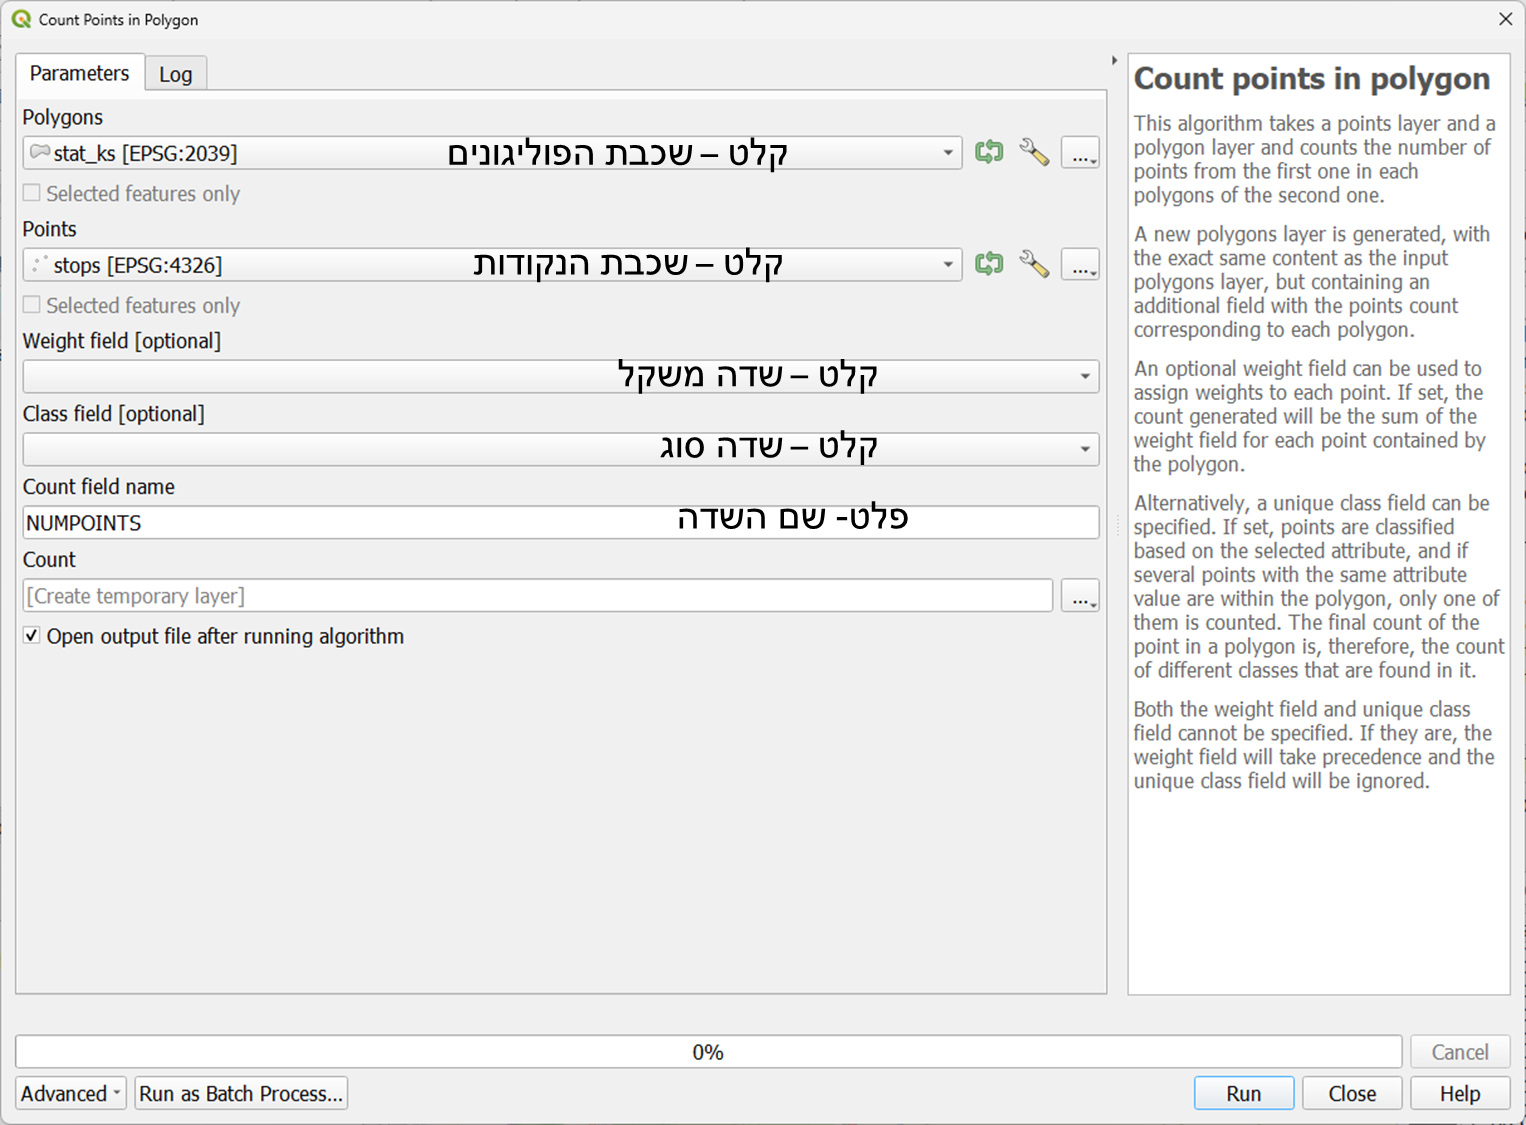 Count Points in Polygon
Parameters
Log
Polygons
stat_ks [EPSG:2039]
קלט – שכבת הפוליגונים
...
Selected features only
Points
stops [EPSG:4326]
קלט – שכבת הנקודות
...
Selected features only
Weight field [optional]
קלט – שדה משקל
Class field [optional]
קלט – שדה סוג
Count field name
NUMPOINTS
פלט- שם השדה
Count
[Create temporary layer]
...
Open output file after running algorithm
Count points in polygon
This algorithm takes a points layer and a
polygon layer and counts the number of
points from the first one in each
polygons of the second one.
A new polygons layer is generated, with
the exact same content as the input
polygons layer, but containing an
additional field with the points count
corresponding to each polygon.
An optional weight field can be used to
assign weights to each point. If set, the
count generated will be the sum of the
weight field for each point contained by
the polygon.
Alternatively, a unique class field can be
specified. If set, points are classified
based on the selected attribute, and if
several points with the same attribute
value are within the polygon, only one of
them is counted. The final count of the
point in a polygon is, therefore, the count
of different classes that are found in it.
Both the weight field and unique class
field cannot be specified. If they are, the
weight field will take precedence and the
unique class field will be ignored.
0%
Cancel
Advanced
Run as Batch Process...
Run
Close
Help